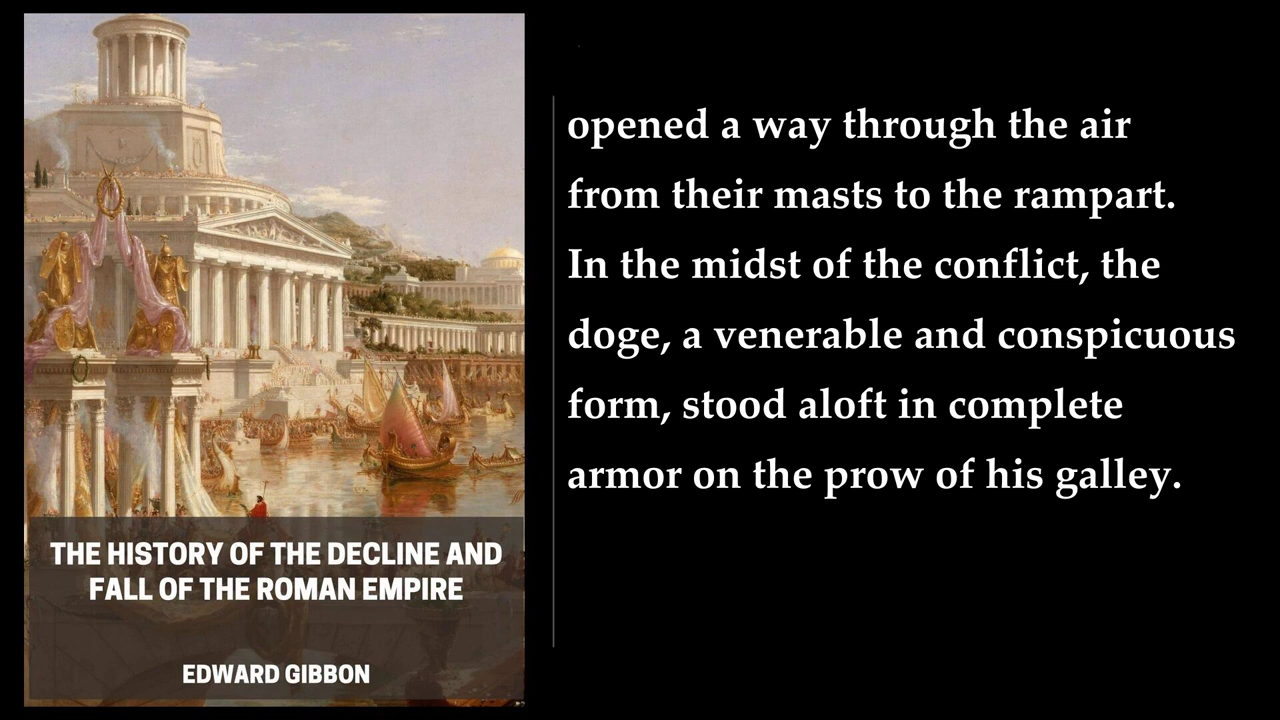 opened a way through the air
from their masts to the rampart.
In the midst of the conflict, the
doge, a venerable and conspicuous
form, stood aloft in complete
armor on the prow of his galley.
THE HISTORY OF THE DECLINE AND
FALL OF THE ROMAN EMPIRE
EDWARD GIBBON